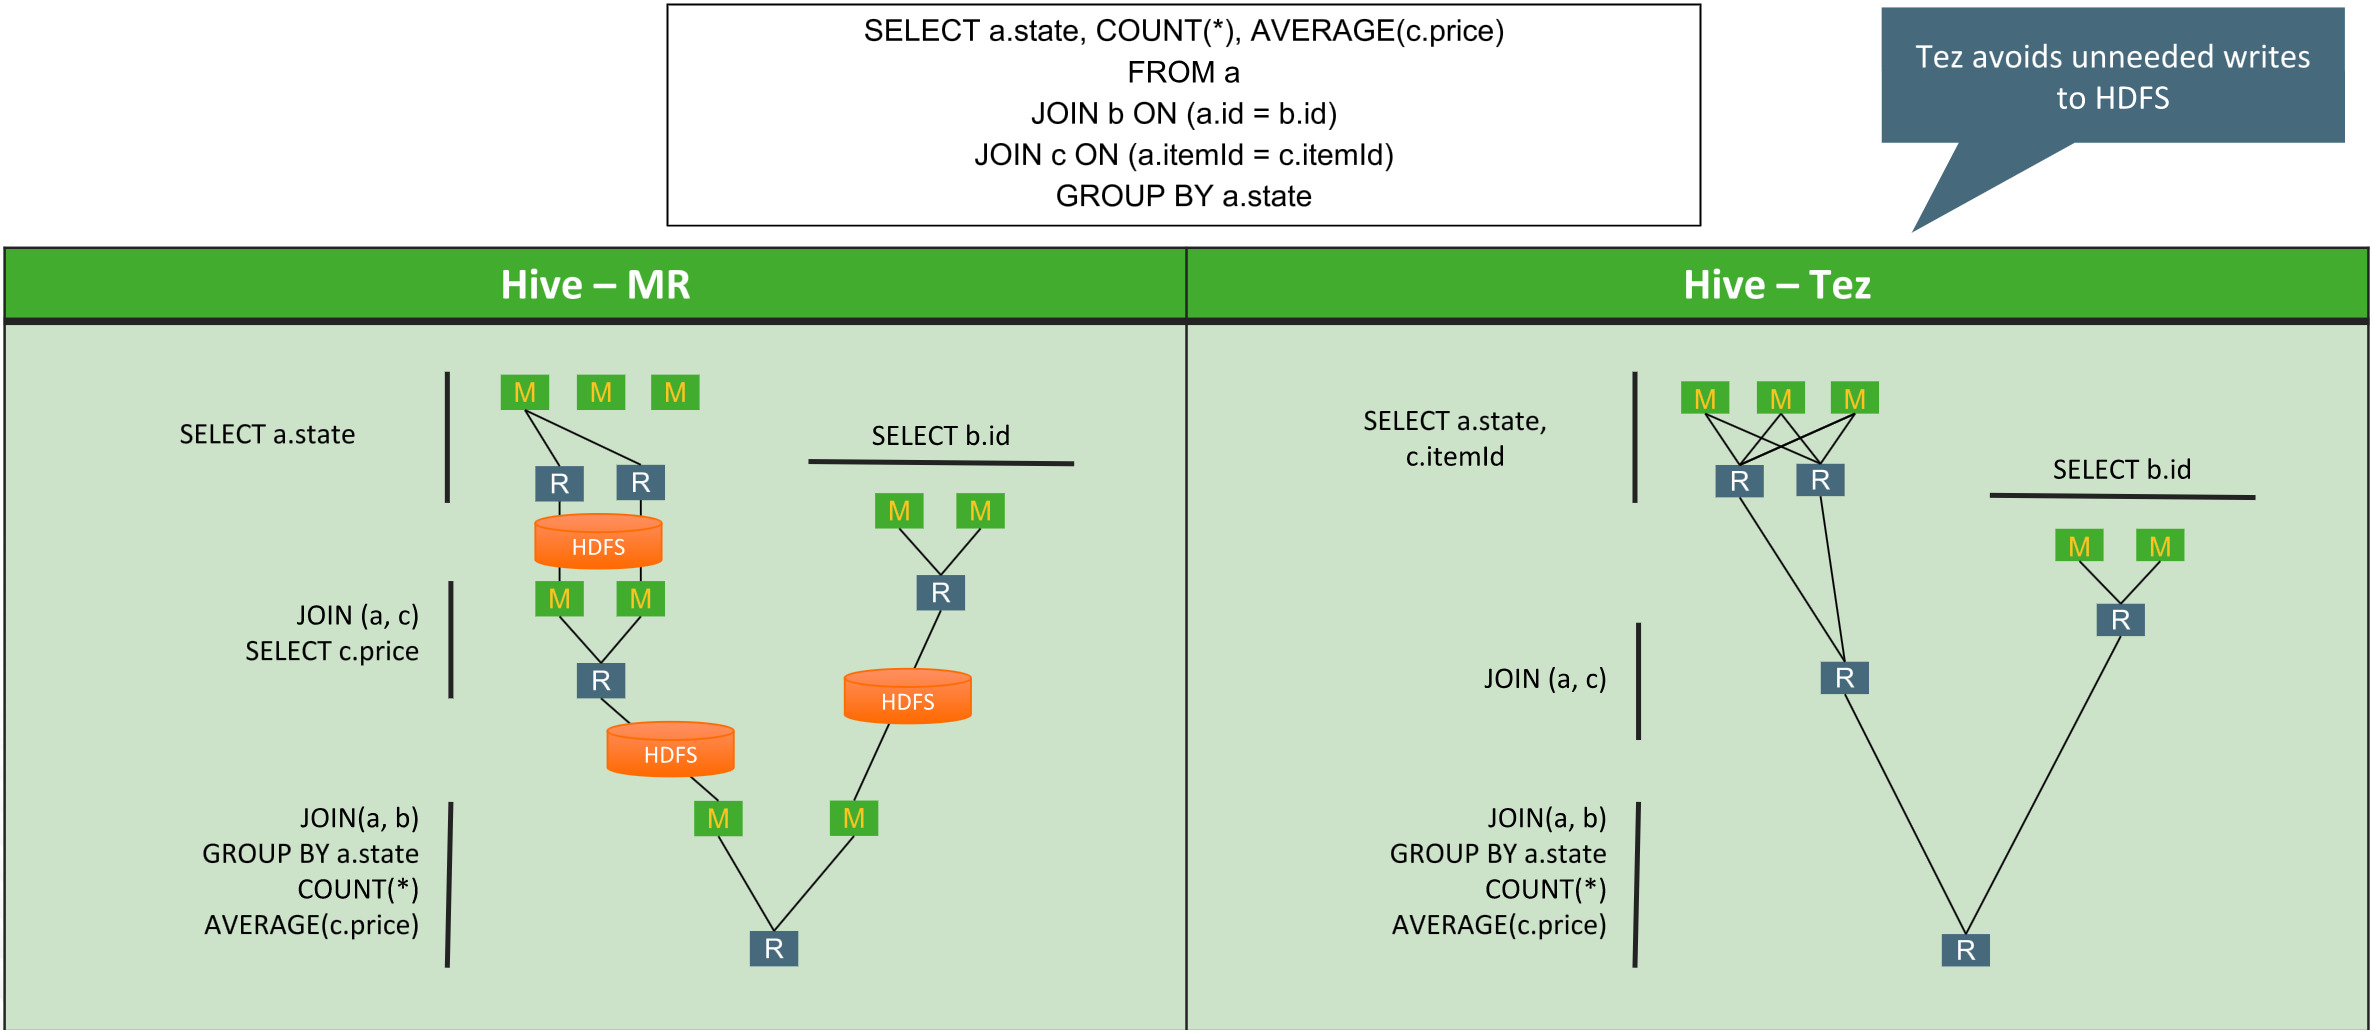 SELECT a.state, COUNT(*), AVERAGE(c.price)
FROM a
JOIN b ON (a.id = b.id)
JOIN c ON (a.itemId = c.itemId)
GROUP BY a.state
Tez avoids unneeded writes
to HDFS
Hive – MR
M M M
SELECT a.state
R R
HDFS
SELECT b.id
M M
R
HDFS
JOIN (a, c)
SELECT c.price
M M
R
HDFS
JOIN(a, b)
GROUP BY a.state
COUNT(*)
AVERAGE(c.price)
M M
R
Hive – Tez
M M M
SELECT a.state,
c.itemId
R R
SELECT b.id
M M
R
JOIN (a, c)
R
JOIN(a, b)
GROUP BY a.state
COUNT(*)
AVERAGE(c.price)
R